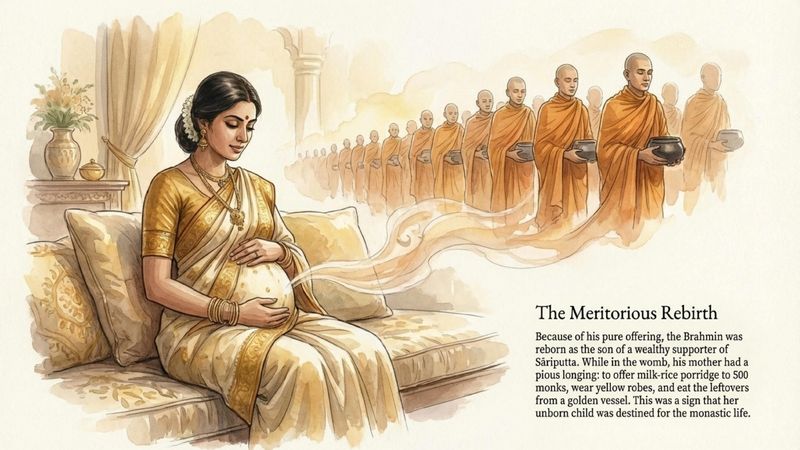 The Meritorious Rebirth
Because of his pure offering, the Brahmin was
reborn as the son of a wealthy supporter of
Sāriputta. While in the womb, his mother had a
pious longing: to offer milk-rice porridge to 500
monks, wear yellow robes, and eat the leftovers
from a golden vessel. This was a sign that her
unborn child was destined for the monastic life.